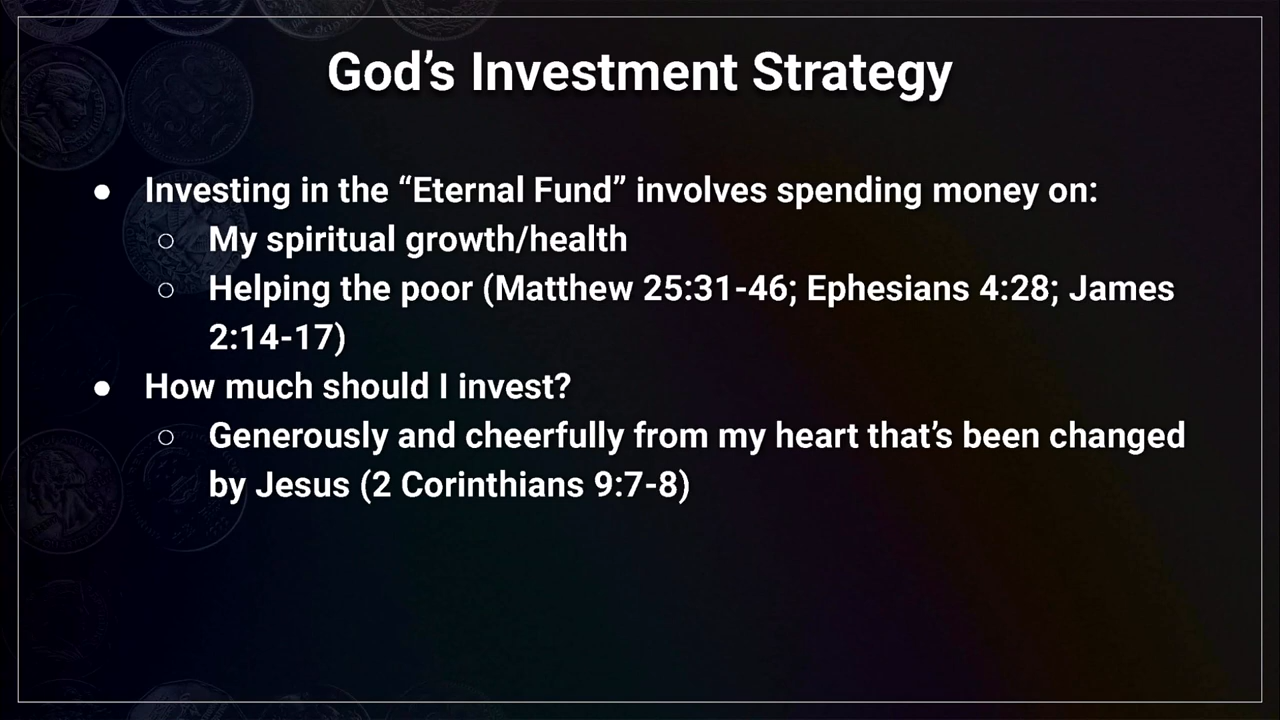 God’s Investment Strategy
● Investing in the “Eternal Fund” involves spending money on:
○ My spiritual growth/health
○ Helping the poor (Matthew 25:31-46; Ephesians 4:28; James
2:14-17)
● How much should I invest?
○ Generously and cheerfully from my heart that’s been changed
by Jesus (2 Corinthians 9:7-8)